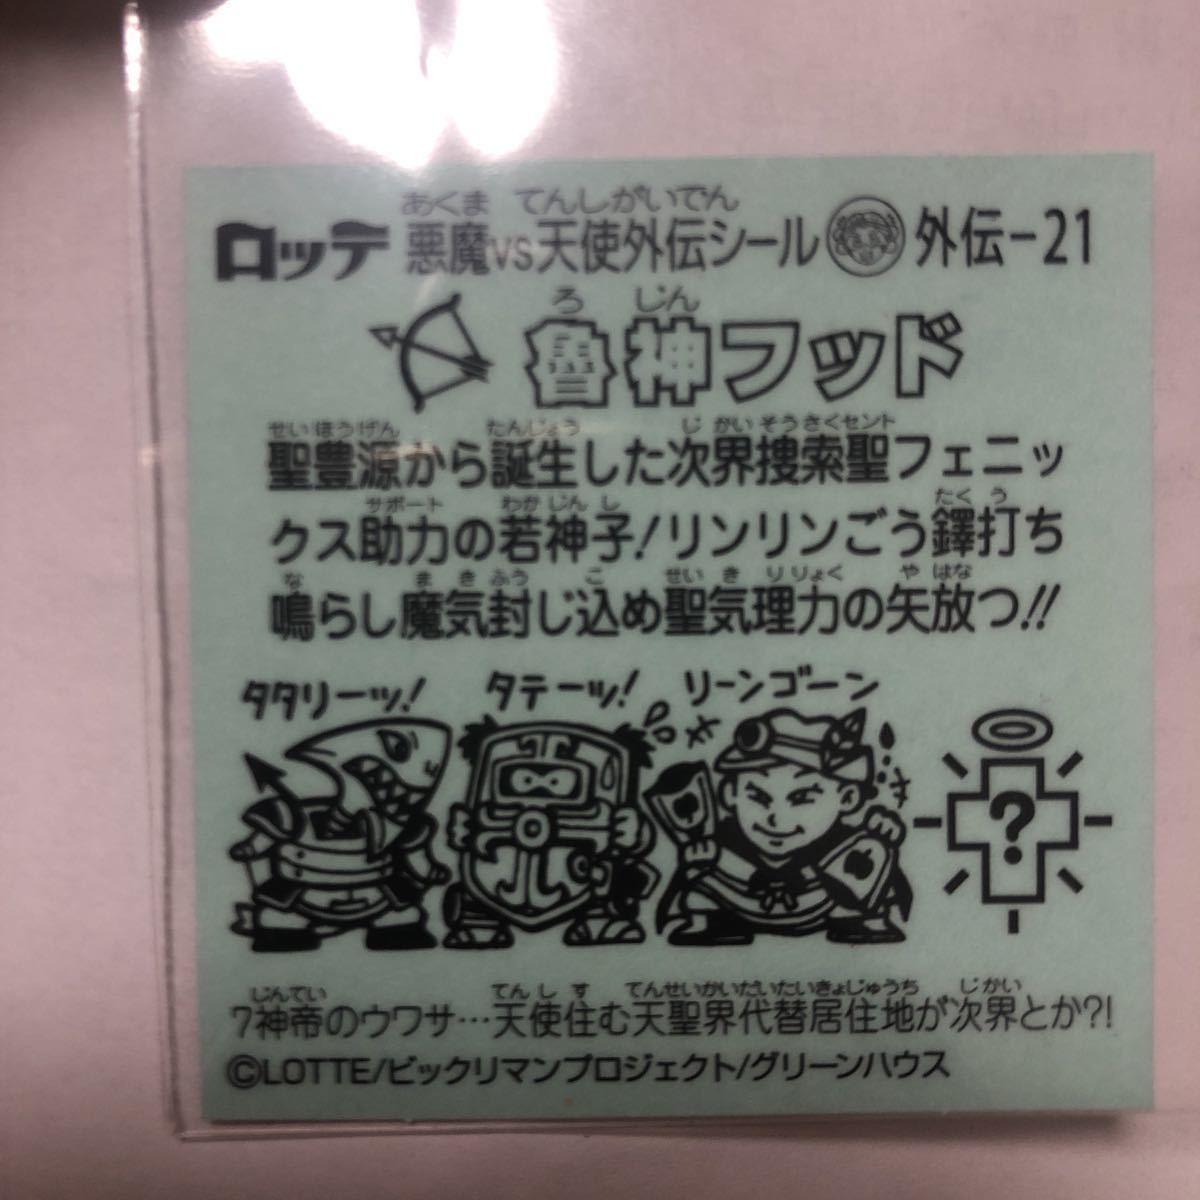 ロッテ 悪魔VS天使外伝シール 外伝-21
あくま てんしがいでん
ろ じん
魯神フッド
せいほうげん たんじょう じ かい そうさく セント
聖豊源から誕生した次界捜索聖フェニッ
サポート わか じん し たく う
クス助力の若神子!リンリンごう鐸打ち
な ま き ふう こ せい き り りょく や はな
鳴らし魔気封じ込め聖気理力の矢放つ!!
タタリーッ! タテーッ! リーンゴーン
?
じんてい てんし す てんせいかいだいたいきょじゅうち じかい
7神帝のウワサ…天使住む天聖界代替居住地が次界とか?!
©LOTTE/ビックリマンプロジェクト/グリーンハウス